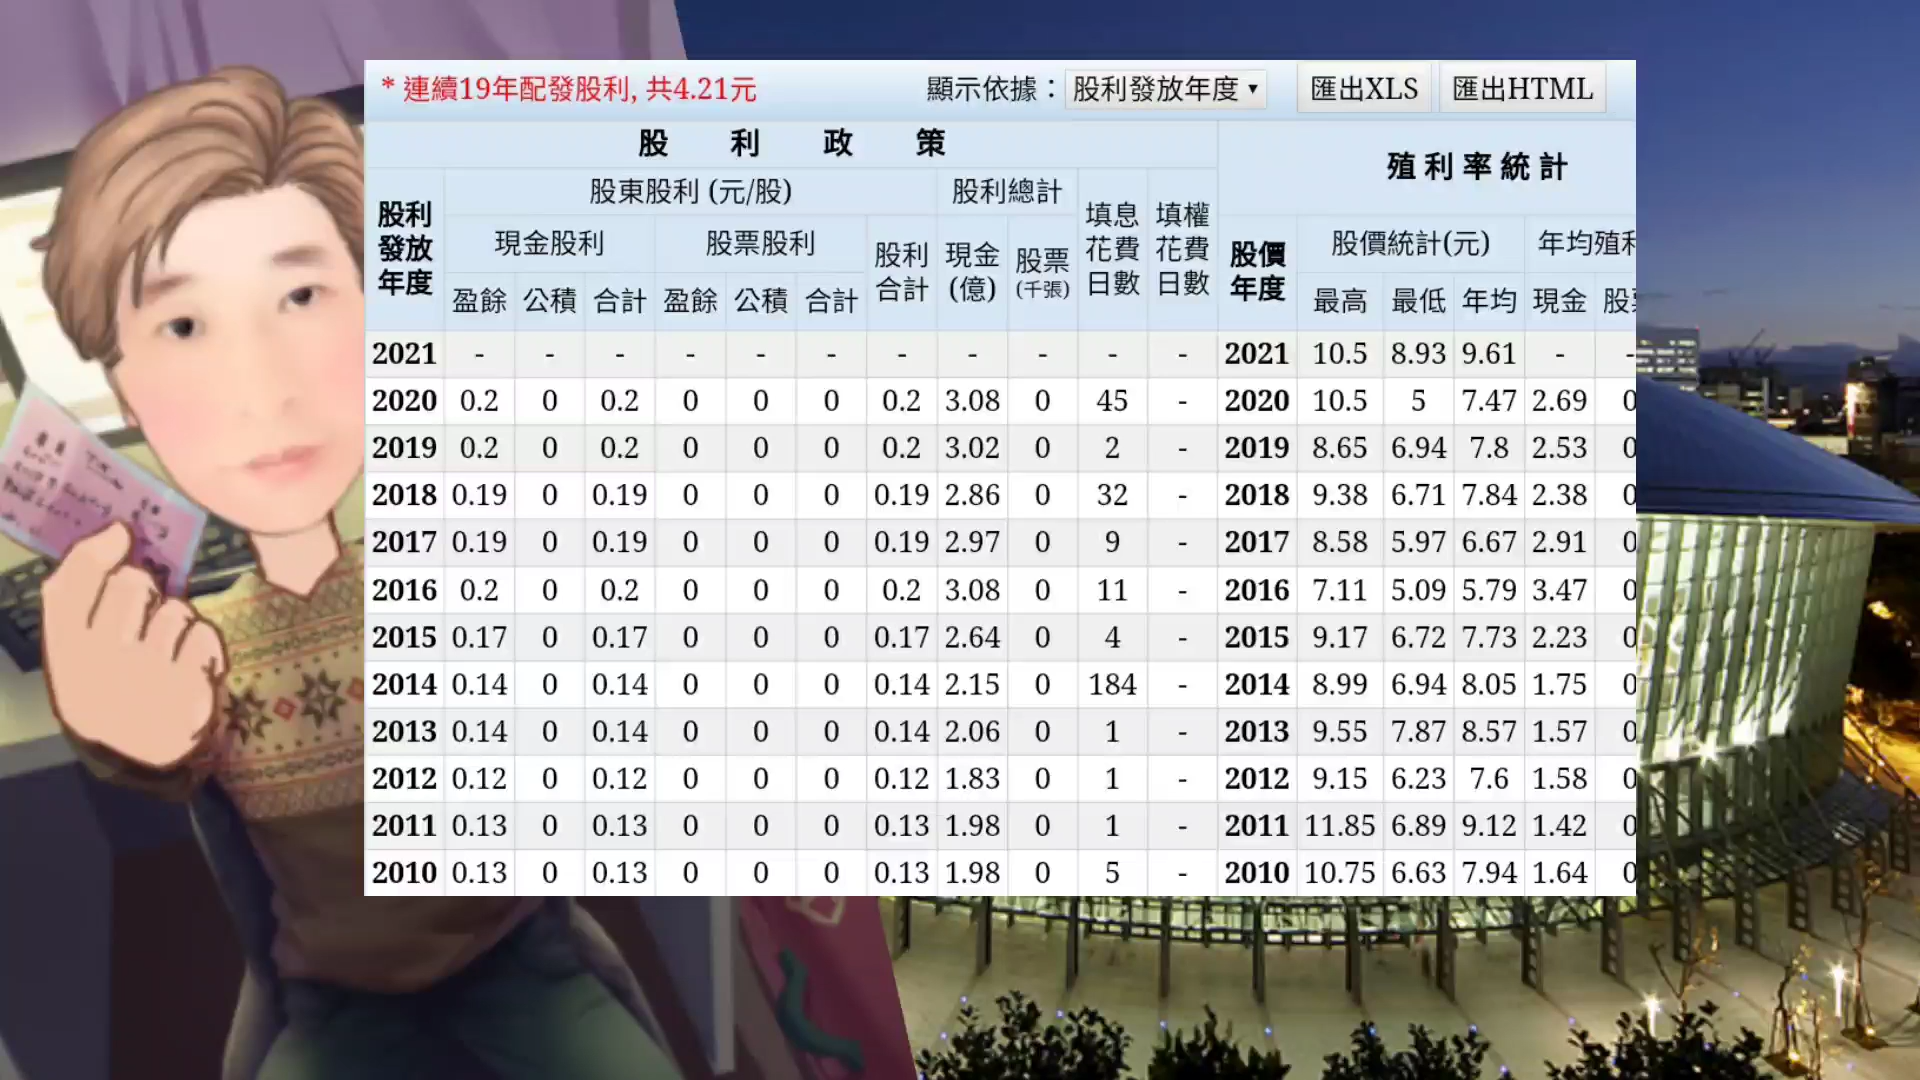 * 連續19年配發股利, 共4.21元 顯示依據： 股利發放年度 匯出XLS 匯出HTML
股利政策 殖利率統計
股利發放年度 股東股利 (元/股) 股利總計 填息花費日數 填權花費日數 股價年度 股價統計(元) 年均殖利
現金股利 股票股利 股利合計 現金(億) 股票(千張)
盈餘 公積 合計 盈餘 公積 合計 最高 最低 年均 現金 股
2021 - - - - - - - - - - - 2021 10.5 8.93 9.61 - -
2020 0.2 0 0.2 0 0 0 0.2 3.08 0 45 - 2020 10.5 5 7.47 2.69 0
2019 0.2 0 0.2 0 0 0 0.2 3.02 0 2 - 2019 8.65 6.94 7.8 2.53 0
2018 0.19 0 0.19 0 0 0 0.19 2.86 0 32 - 2018 9.38 6.71 7.84 2.38 0
2017 0.19 0 0.19 0 0 0 0.19 2.97 0 9 - 2017 8.58 5.97 6.67 2.91 0
2016 0.2 0 0.2 0 0 0 0.2 3.08 0 11 - 2016 7.11 5.09 5.79 3.47 0
2015 0.17 0 0.17 0 0 0 0.17 2.64 0 4 - 2015 9.17 6.72 7.73 2.23 0
2014 0.14 0 0.14 0 0 0 0.14 2.15 0 184 - 2014 8.99 6.94 8.05 1.75 0
2013 0.14 0 0.14 0 0 0 0.14 2.06 0 1 - 2013 9.55 7.87 8.57 1.57 0
2012 0.12 0 0.12 0 0 0 0.12 1.83 0 1 - 2012 9.15 6.23 7.6 1.58 0
2011 0.13 0 0.13 0 0 0 0.13 1.98 0 1 - 2011 11.85 6.89 9.12 1.42 0
2010 0.13 0 0.13 0 0 0 0.13 1.98 0 5 - 2010 10.75 6.63 7.94 1.64 0